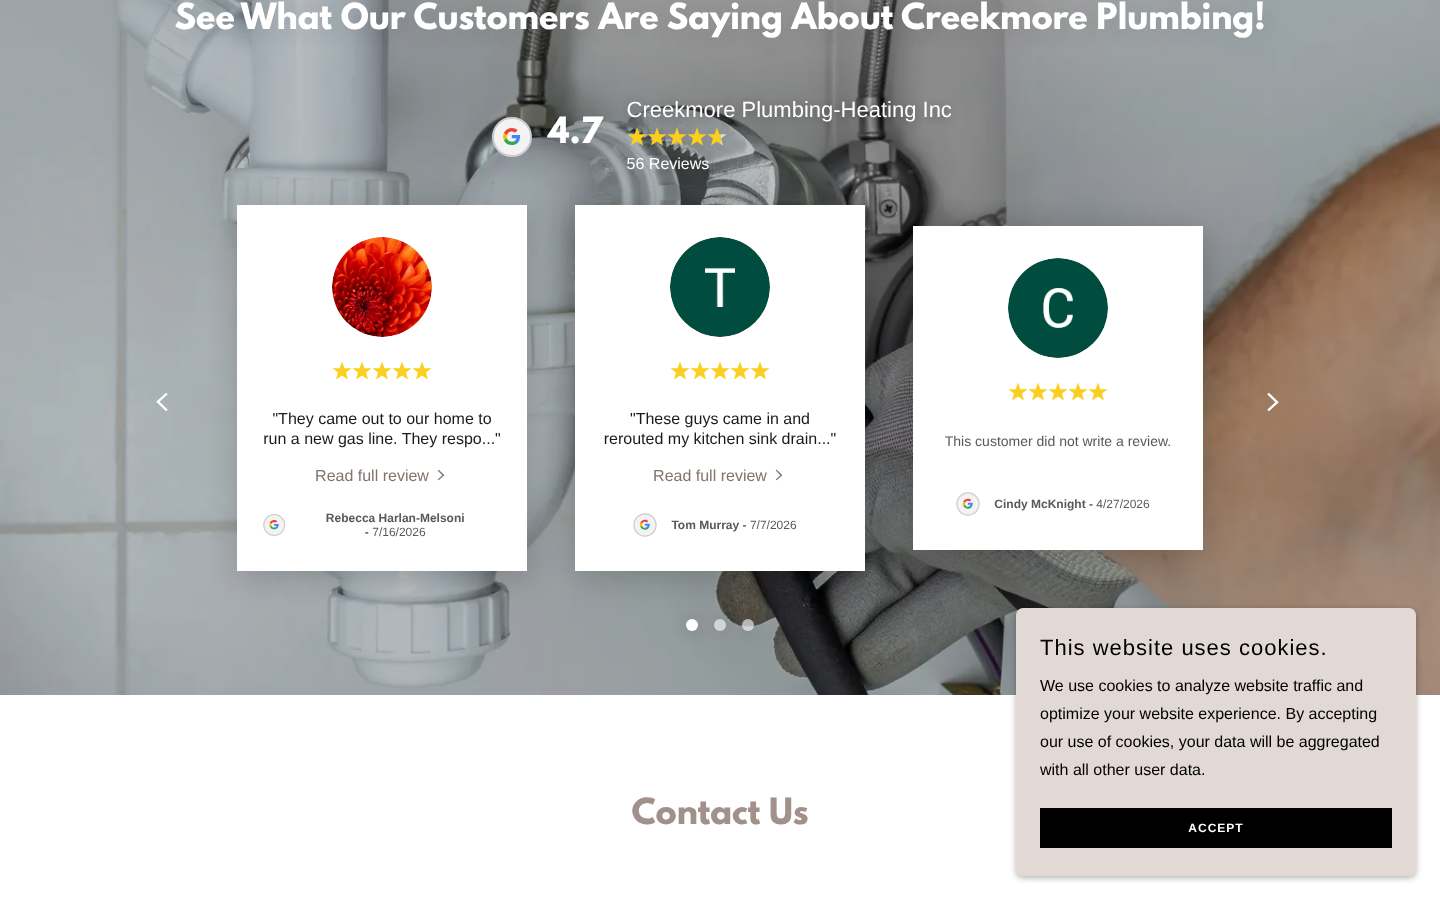 See What Our Customers Are Saying About Creekmore Plumbing!
Creekmore Plumbing-Heating Inc
4.7
56 Reviews
"They came out to our home to
run a new gas line. They respo..."
Read full review
Rebecca Harlan-Melsoni
- 7/16/2026
T
"These guys came in and
rerouted my kitchen sink drain..."
Read full review
Tom Murray - 7/7/2026
C
This customer did not write a review.
Cindy McKnight - 4/27/2026
This website uses cookies.
We use cookies to analyze website traffic and
optimize your website experience. By accepting
our use of cookies, your data will be aggregated
with all other user data.
ACCEPT
Contact Us